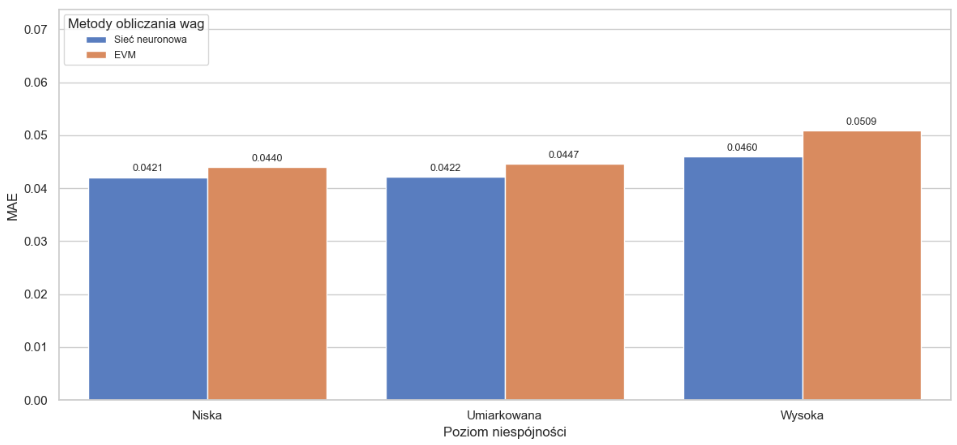 Metody obliczania wag
Sieć neuronowa
EVM
0.07
0.06
0.05
0.04
0.03
0.02
0.01
0.00
MAE
0.0421
0.0440
0.0422
0.0447
0.0460
0.0509
Niska
Umiarkowana
Wysoka
Poziom niespójności